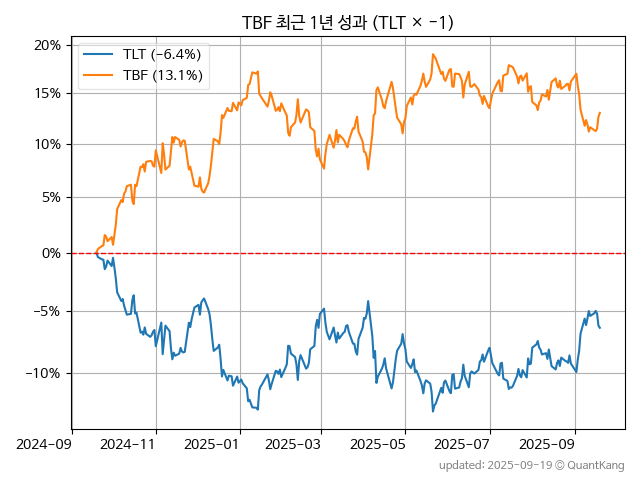 TBF 최근 1년 성과 (TLT × −1)
TLT (−6.4%)
TBF (13.1%)
20%
15%
10%
5%
0%
−5%
−10%
2024−09 2024−11 2025−01 2025−03 2025−05 2025−07 2025−09
updated: 2025−09−19 © QuantKang